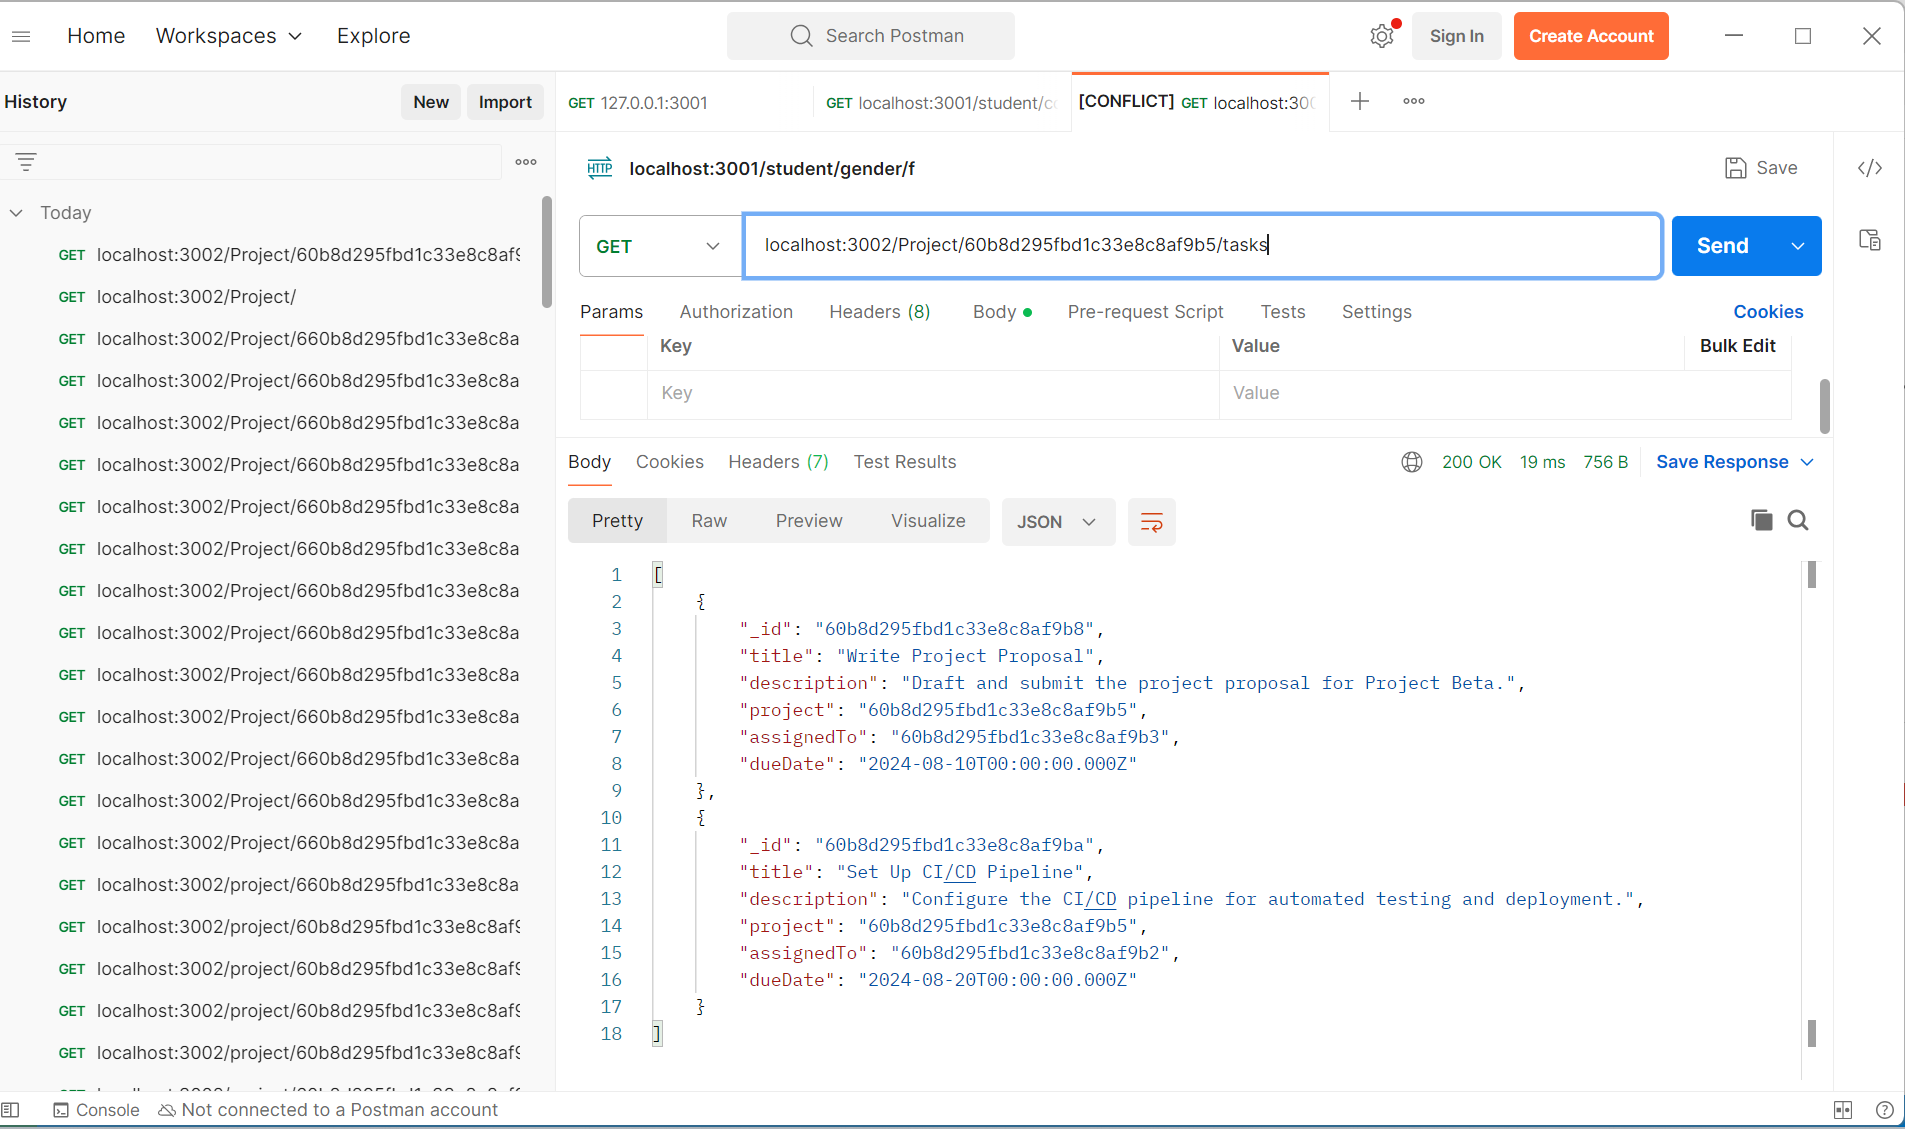 Home Workspaces Explore Search Postman Sign In Create Account
History New Import
GET 127.0.0.1:3001 GET localhost:3001/student/c [CONFLICT] GET localhost:300
localhost:3001/student/gender/f Save
Today
GET localhost:3002/Project/60b8d295fbd1c33e8c8af9
GET localhost:3002/Project/
GET localhost:3002/Project/660b8d295fbd1c33e8c8a
GET localhost:3002/Project/660b8d295fbd1c33e8c8a
GET localhost:3002/Project/660b8d295fbd1c33e8c8a
GET localhost:3002/Project/660b8d295fbd1c33e8c8a
GET localhost:3002/Project/660b8d295fbd1c33e8c8a
GET localhost:3002/Project/660b8d295fbd1c33e8c8a
GET localhost:3002/Project/660b8d295fbd1c33e8c8a
GET localhost:3002/Project/660b8d295fbd1c33e8c8a
GET localhost:3002/Project/660b8d295fbd1c33e8c8a
GET localhost:3002/Project/660b8d295fbd1c33e8c8a
GET localhost:3002/Project/660b8d295fbd1c33e8c8a
GET localhost:3002/Project/660b8d295fbd1c33e8c8a
GET localhost:3002/Project/660b8d295fbd1c33e8c8a
GET localhost:3002/project/660b8d295fbd1c33e8c8a
GET localhost:3002/project/60b8d295fbd1c33e8c8af9
GET localhost:3002/project/60b8d295fbd1c33e8c8af9
GET localhost:3002/project/60b8d295fbd1c33e8c8af9
GET localhost:3002/project/60b8d295fbd1c33e8c8af9
HTTP
GET localhost:3002/Project/60b8d295fbd1c33e8c8af9b5/tasks Send
Params Authorization Headers (8) Body Pre-request Script Tests Settings Cookies
Key Value Bulk Edit
Key Value
Body Cookies Headers (7) Test Results 200 OK 19 ms 756 B Save Response
Pretty Raw Preview Visualize JSON
1 [
2 {
3 "_id": "60b8d295fbd1c33e8c8af9b8",
4 "title": "Write Project Proposal",
5 "description": "Draft and submit the project proposal for Project Beta.",
6 "project": "60b8d295fbd1c33e8c8af9b5",
7 "assignedTo": "60b8d295fbd1c33e8c8af9b3",
8 "dueDate": "2024-08-10T00:00:00.000Z"
9 },
10 {
11 "_id": "60b8d295fbd1c33e8c8af9ba",
12 "title": "Set Up CI/CD Pipeline",
13 "description": "Configure the CI/CD pipeline for automated testing and deployment.",
14 "project": "60b8d295fbd1c33e8c8af9b5",
15 "assignedTo": "60b8d295fbd1c33e8c8af9b2",
16 "dueDate": "2024-08-20T00:00:00.000Z"
17 }
18 ]
Console Not connected to a Postman account